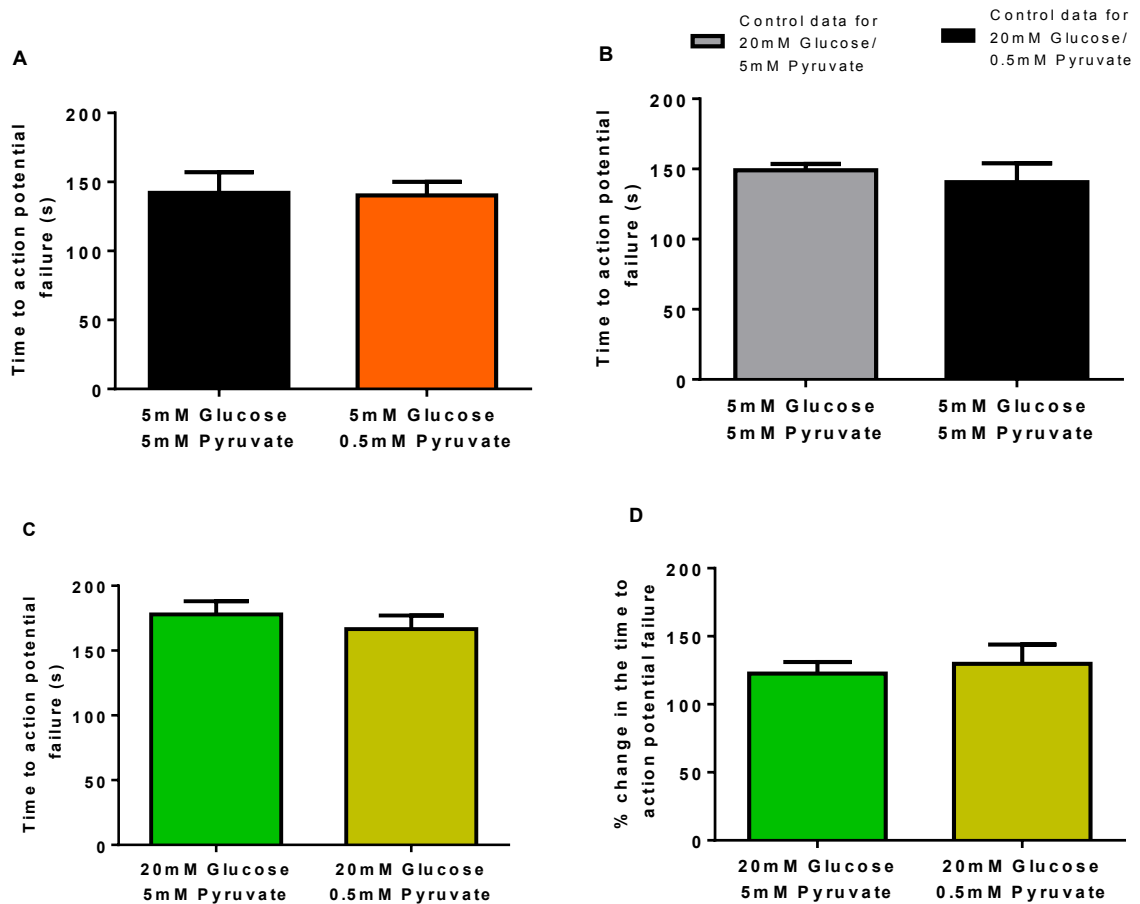 A
Time to action potential
failure (s)
200
150
100
50
0
5mM Glucose
5mM Pyruvate
5mM Glucose
0.5mM Pyruvate
Control data for
20mM Glucose/
5mM Pyruvate
Control data for
20mM Glucose/
0.5mM Pyruvate
B
Time to action potential
failure (s)
200
150
100
50
0
5mM Glucose
5mM Pyruvate
5mM Glucose
5mM Pyruvate
C
Time to action potential
failure (s)
200
150
100
50
0
20mM Glucose
5mM Pyruvate
20mM Glucose
0.5mM Pyruvate
D
% change in the time to
action potential failure
200
150
100
50
0
20mM Glucose
5mM Pyruvate
20mM Glucose
0.5mM Pyruvate